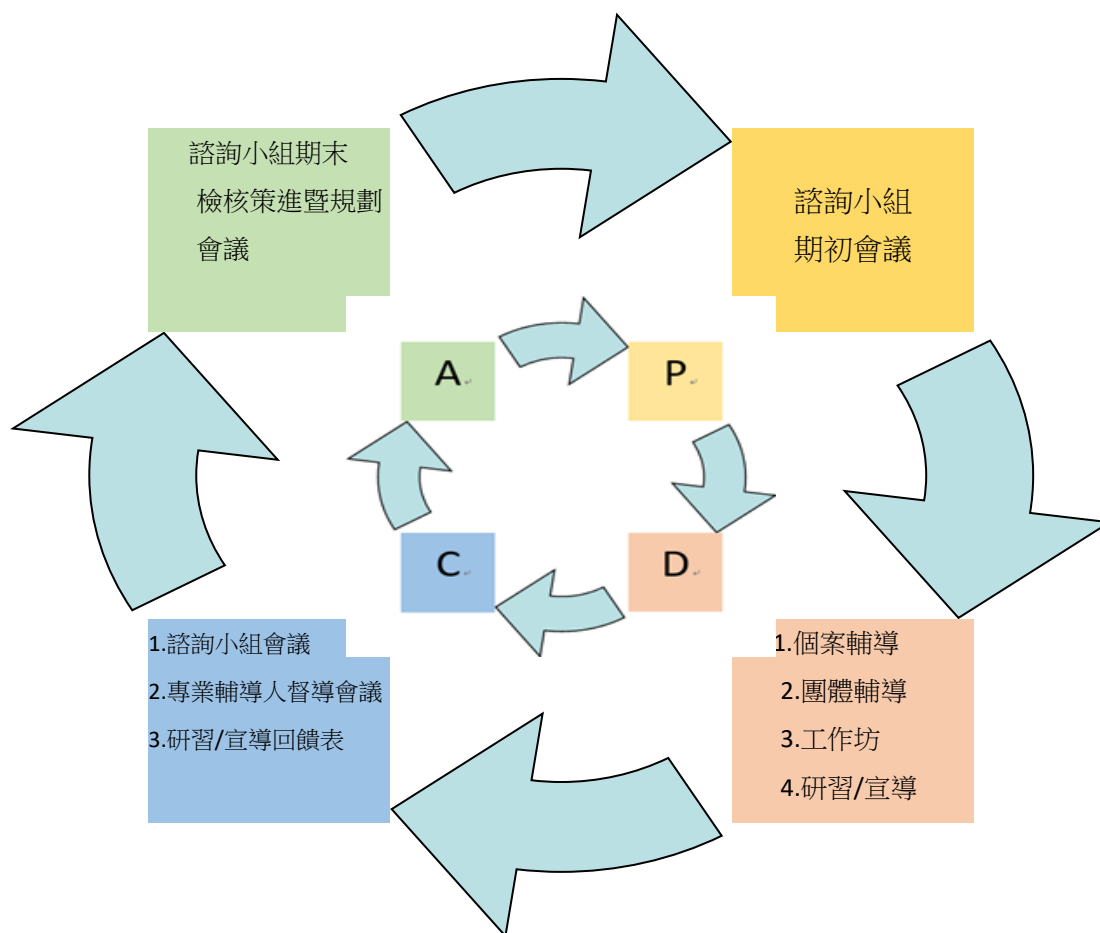 諮詢小組期末
檢核策進暨規劃
會議
諮詢小組
期初會議
A
P
C
D
1.諮詢小組會議
2.專業輔導人督導會議
3.研習/宣導回饋表
1.個案輔導
2.團體輔導
3.工作坊
4.研習/宣導